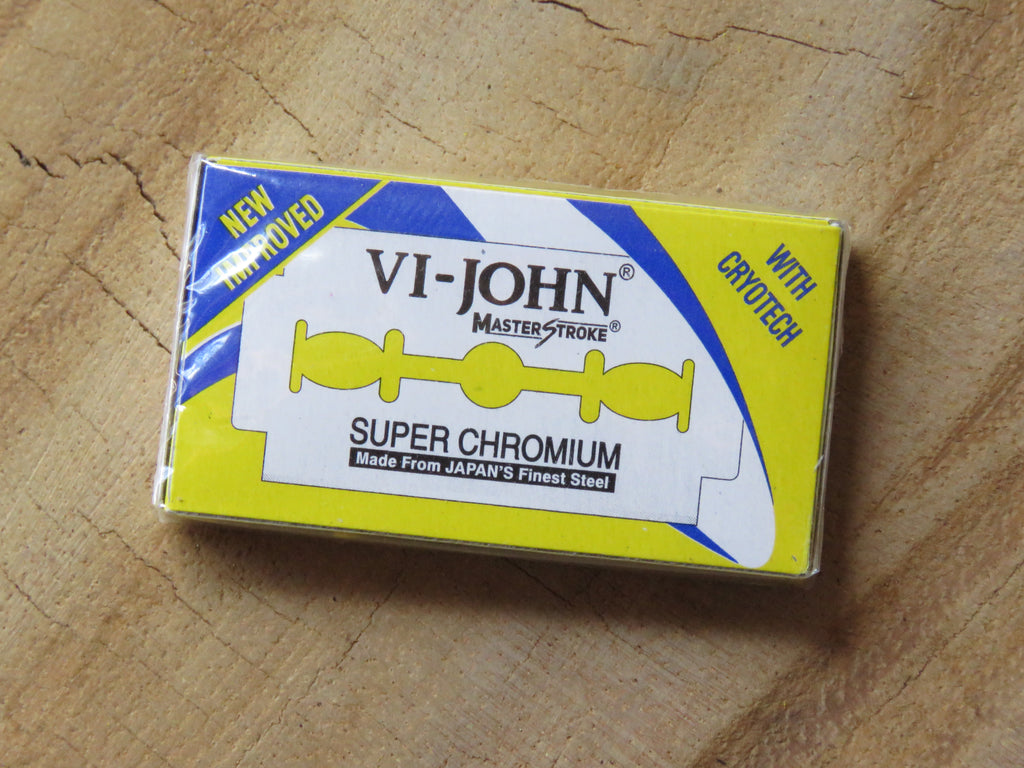 NEW
IMPROVED
VI-JOHN®
MASTERSTROKE®
WITH
CRYOTECH
SUPER CHROMIUM
Made From JAPAN'S Finest Steel